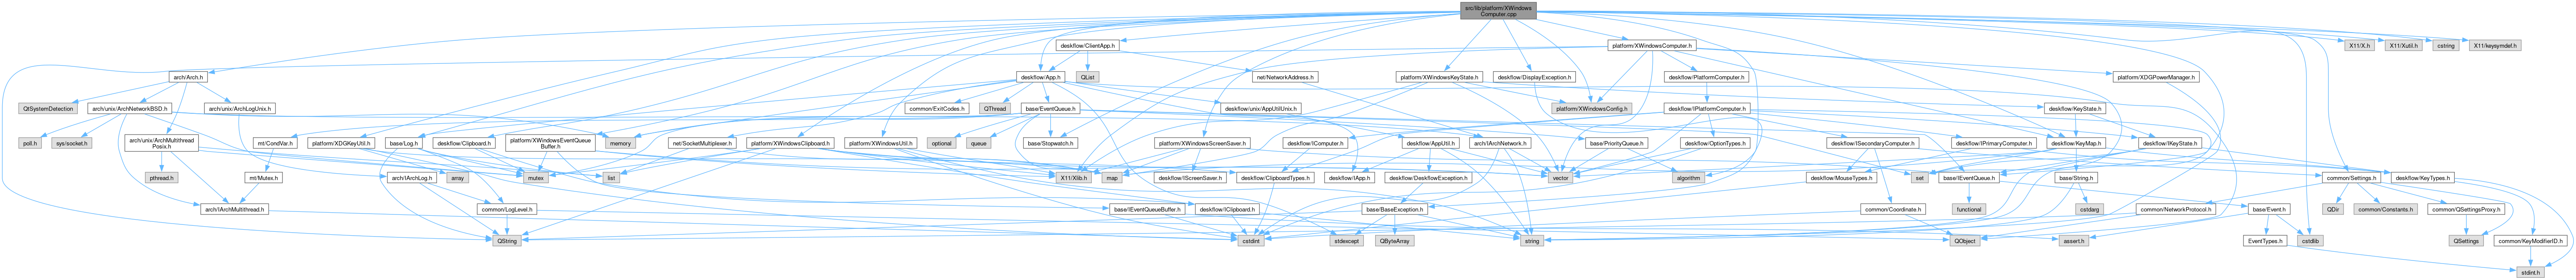 src/lib/platform/XWindows
Computer.cpp
deskflow/ClientApp.h
platform/XWindowsComputer.h
X11/X.h
X11/Xutil.h
cstring
X11/keysymdef.h
arch/Arch.h
deskflow/App.h
QList
net/NetworkAddress.h
platform/XWindowsKeyState.h
deskflow/DisplayException.h
deskflow/PlatformComputer.h
platform/XDGPowerManager.h
QtSystemDetection
arch/unix/ArchNetworkBSD.h
arch/unix/ArchLogUnix.h
common/ExitCodes.h
QThread
base/EventQueue.h
deskflow/unix/AppUtilUnix.h
platform/XWindowsConfig.h
deskflow/IPlatformComputer.h
deskflow/KeyState.h
poll.h
sys/socket.h
arch/unix/ArchMultithread
Posix.h
mt/CondVar.h
platform/XDGKeyUtil.h
base/Log.h
deskflow/Clipboard.h
platform/XWindowsEventQueue
Buffer.h
memory
net/SocketMultiplexer.h
platform/XWindowsClipboard.h
platform/XWindowsUtil.h
optional
queue
base/Stopwatch.h
platform/XWindowsScreenSaver.h
deskflow/IComputer.h
deskflow/AppUtil.h
arch/IArchNetwork.h
base/PriorityQueue.h
deskflow/OptionTypes.h
deskflow/ISecondaryComputer.h
deskflow/IPrimaryComputer.h
deskflow/KeyMap.h
deskflow/IKeyState.h
pthread.h
mt/Mutex.h
arch/IArchLog.h
array
mutex
list
X11/Xlib.h
map
deskflow/IScreenSaver.h
deskflow/ClipboardTypes.h
deskflow/IApp.h
deskflow/DeskflowException.h
vector
algorithm
deskflow/MouseTypes.h
set
base/IEventQueue.h
base/String.h
common/Settings.h
deskflow/KeyTypes.h
arch/IArchMultithread.h
common/LogLevel.h
base/IEventQueueBuffer.h
deskflow/IClipboard.h
base/BaseException.h
common/Coordinate.h
functional
base/Event.h
cstdarg
common/NetworkProtocol.h
QDir
common/Constants.h
common/QSettingsProxy.h
QString
cstdint
stdexcept
QByteArray
string
QObject
assert.h
EventTypes.h
cstdlib
QSettings
common/KeyModifierID.h
stdint.h